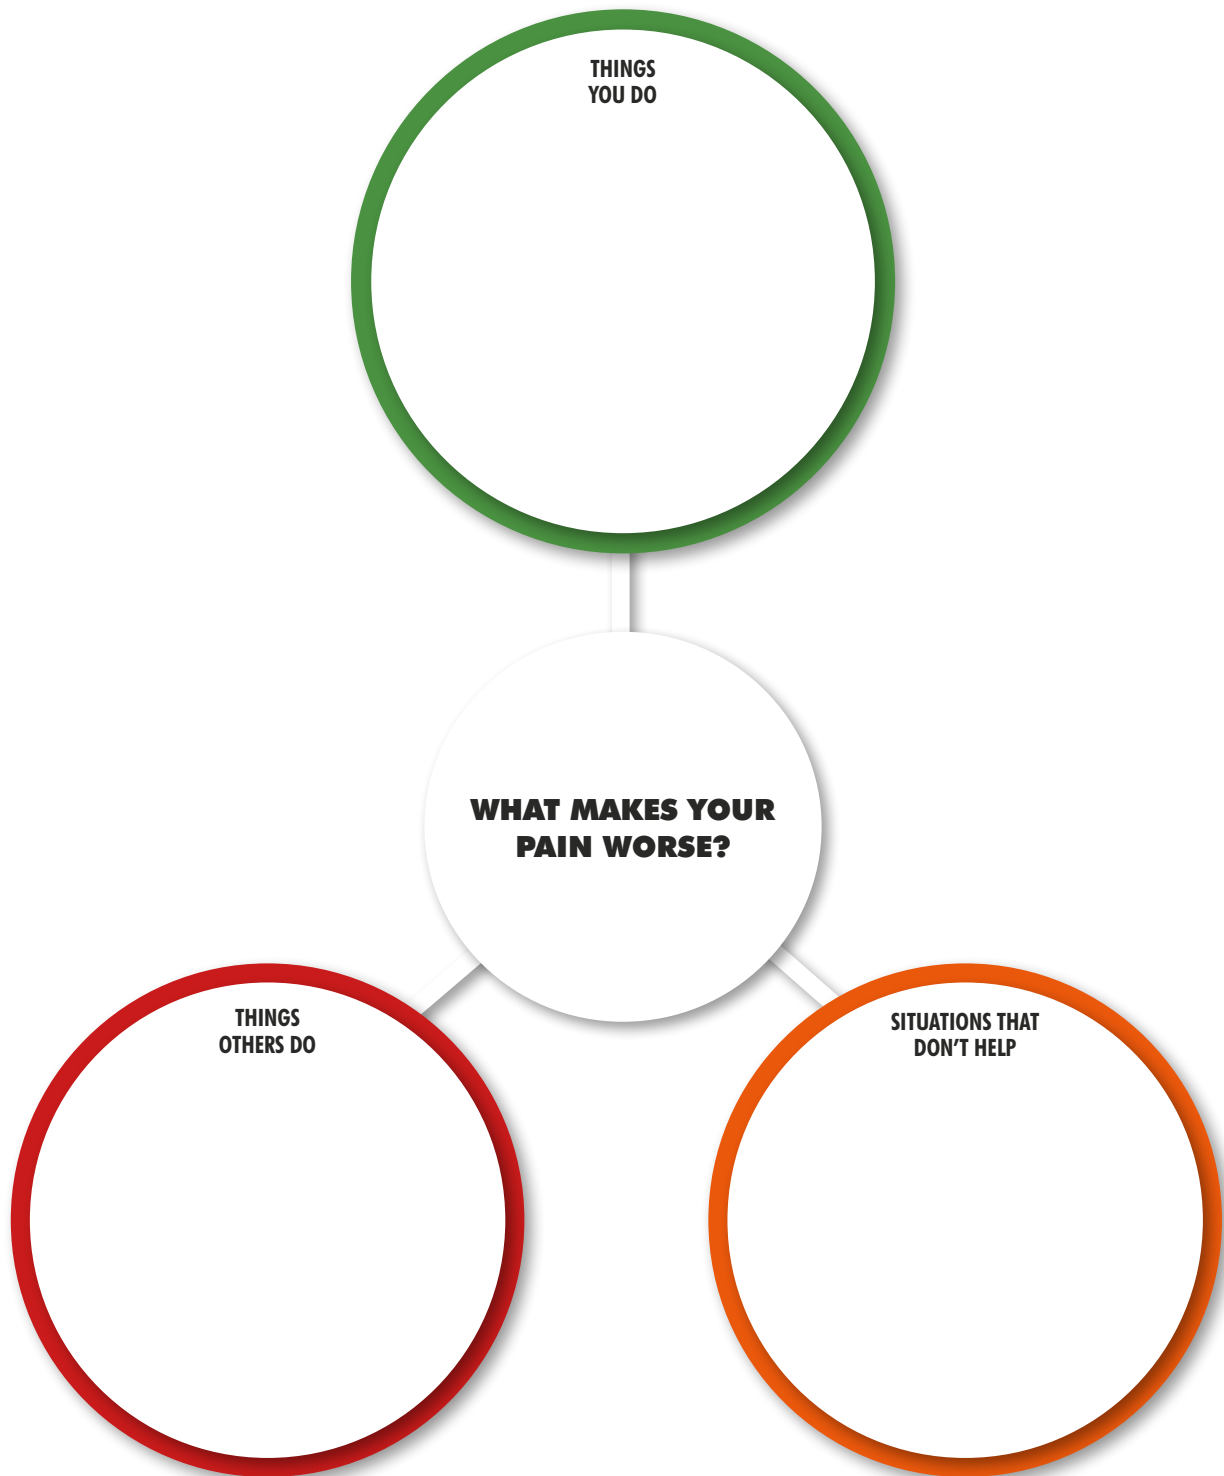 THINGS
YOU DO
WHAT MAKES YOUR
PAIN WORSE?
THINGS
OTHERS DO
SITUATIONS THAT
DON'T HELP